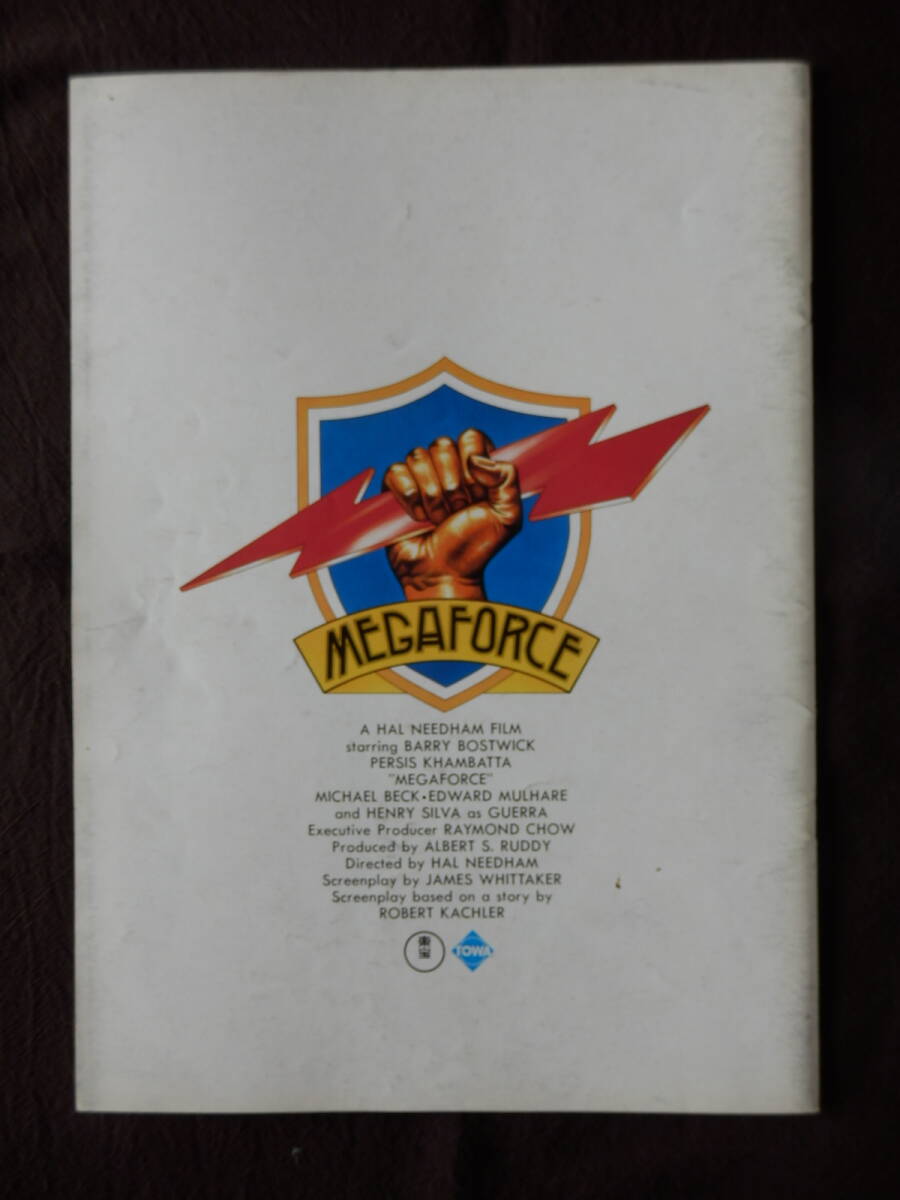 MEGAFORCE
A HAL NEEDHAM FILM
starring BARRY BOSTWICK
PERSIS KHAMBATTA
"MEGAFORCE"
MICHAEL BECK・EDWARD MULHARE
and HENRY SILVA as GUERRA
Executive Producer RAYMOND CHOW
Produced by ALBERT S. RUDDY
Directed by HAL NEEDHAM
Screenplay by JAMES WHITTAKER
Screenplay based on a story by
ROBERT KACHLER
東宝 TOWA